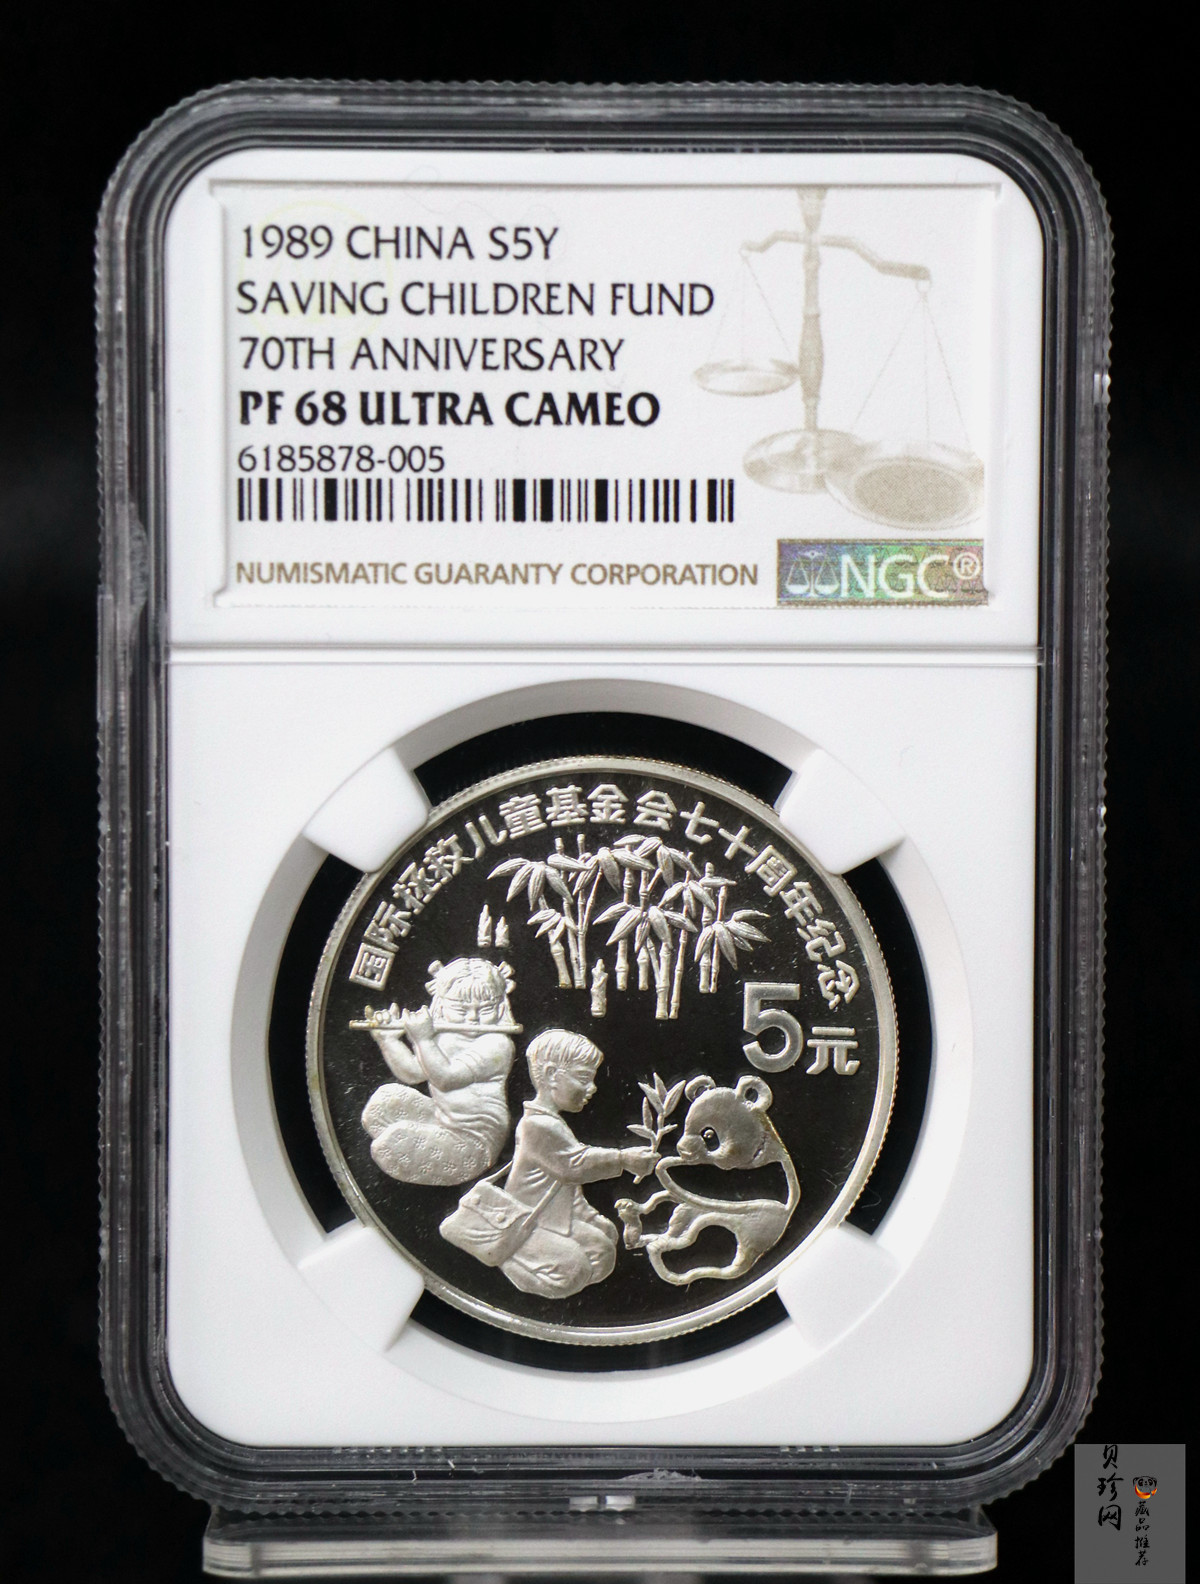 1989 CHINA S5Y
SAVING CHILDREN FUND
70TH ANNIVERSARY
PF 68 ULTRA CAMEO
6185878-005
NUMISMATIC GUARANTY CORPORATION
NGC®
国际拯救儿童基金会七十周年纪念
5元
贝珍网
藏品推荐